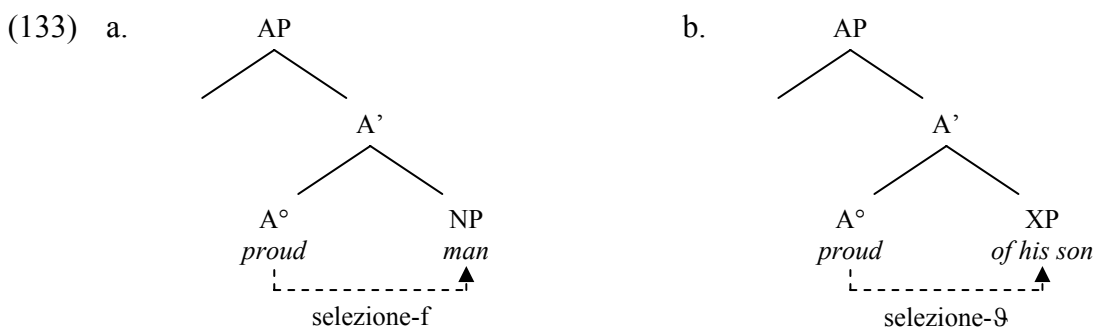 (133) a. AP b. AP
A’ A’
A° NP A° XP
proud man proud of his son
selezione-f selezione-ϑ